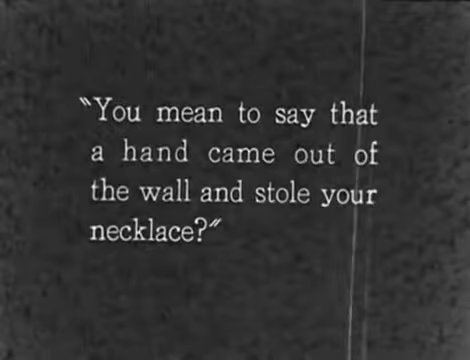 "You mean to say that
a hand came out of
the wall and stole your
necklace?"